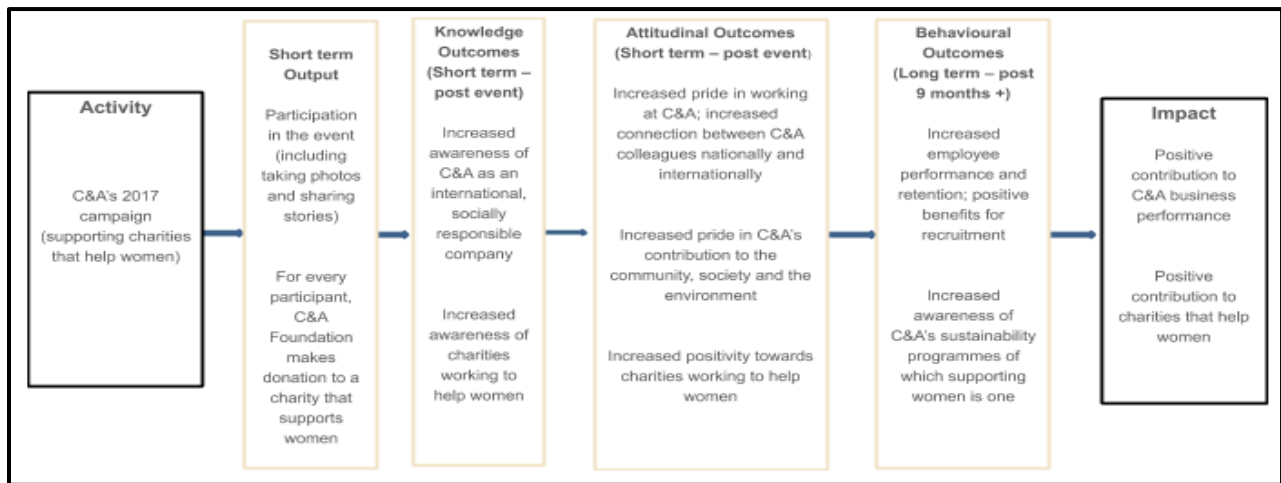 Activity
C&A's 2017
campaign
(supporting charities
that help women)
Short term
Output
Participation
in the event
(including
taking photos
and sharing
stories)
For every
participant,
C&A
Foundation
makes
donation to a
charity that
supports
women
Knowledge
Outcomes
(Short term –
post event)
Increased
awareness of
C&A as an
international,
socially
responsible
company
Increased
awareness of
charities
working to
help women
Attitudinal Outcomes
(Short term – post event)
Increased pride in working
at C&A; increased
connection between C&A
colleagues nationally and
internationally
Increased pride in C&A's
contribution to the
community, society and the
environment
Increased positivity towards
charities working to help
women
Behavioural
Outcomes
(Long term – post
9 months +)
Increased
employee
performance and
retention; positive
benefits for
recruitment
Increased
awareness of
C&A's sustainability
programmes of
which supporting
women is one
Impact
Positive
contribution to
C&A business
performance
Positive
contribution to
charities that help
women